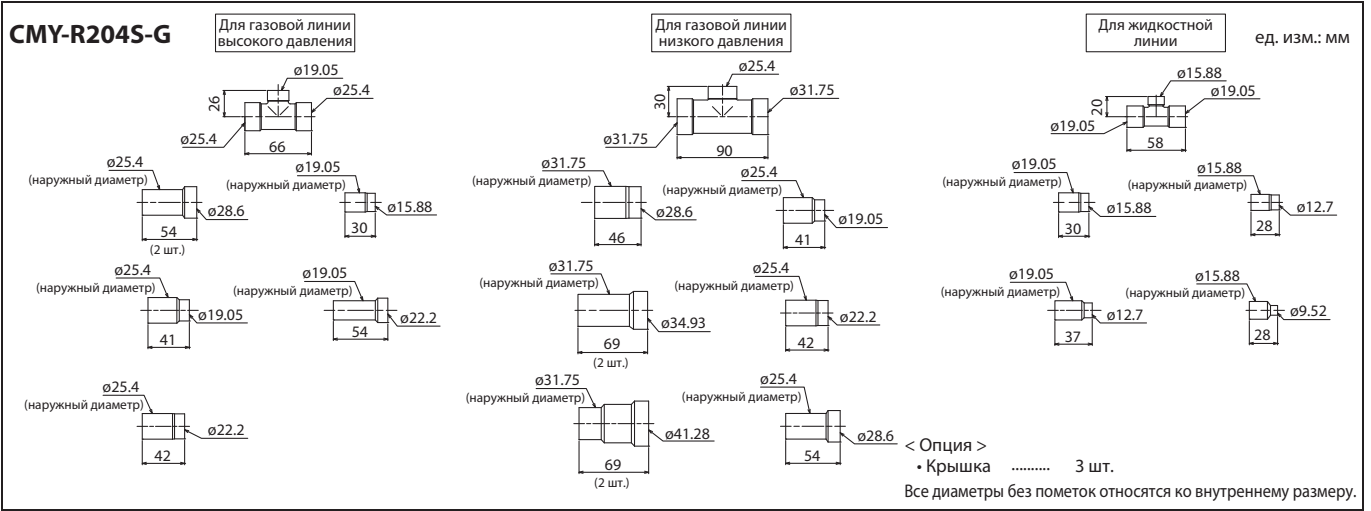 CMY-R204S-G
Для газовой линии
высокого давления
ø19.05
26
ø25.4
ø25.4
66
ø25.4
(наружный диаметр)
ø28.6
54
(2 шт.)
ø19.05
(наружный диаметр)
ø15.88
30
ø25.4
(наружный диаметр)
ø19.05
41
ø19.05
(наружный диаметр)
ø22.2
54
ø25.4
(наружный диаметр)
ø22.2
42
Для газовой линии
низкого давления
ø25.4
30
ø31.75
ø31.75
90
ø31.75
(наружный диаметр)
ø28.6
46
ø25.4
(наружный диаметр)
ø19.05
41
ø31.75
(наружный диаметр)
ø34.93
69
(2 шт.)
ø25.4
(наружный диаметр)
ø22.2
42
ø31.75
(наружный диаметр)
ø41.28
69
(2 шт.)
ø25.4
(наружный диаметр)
ø28.6
54
Для жидкостной
линии
ед. изм.: мм
ø15.88
20
ø19.05
ø19.05
58
ø19.05
(наружный диаметр)
ø15.88
30
ø15.88
(наружный диаметр)
ø12.7
28
ø19.05
(наружный диаметр)
ø12.7
37
ø15.88
(наружный диаметр)
ø9.52
28
< Опция >
• Крышка .......... 3 шт.
Все диаметры без пометок относятся ко внутреннему размеру.